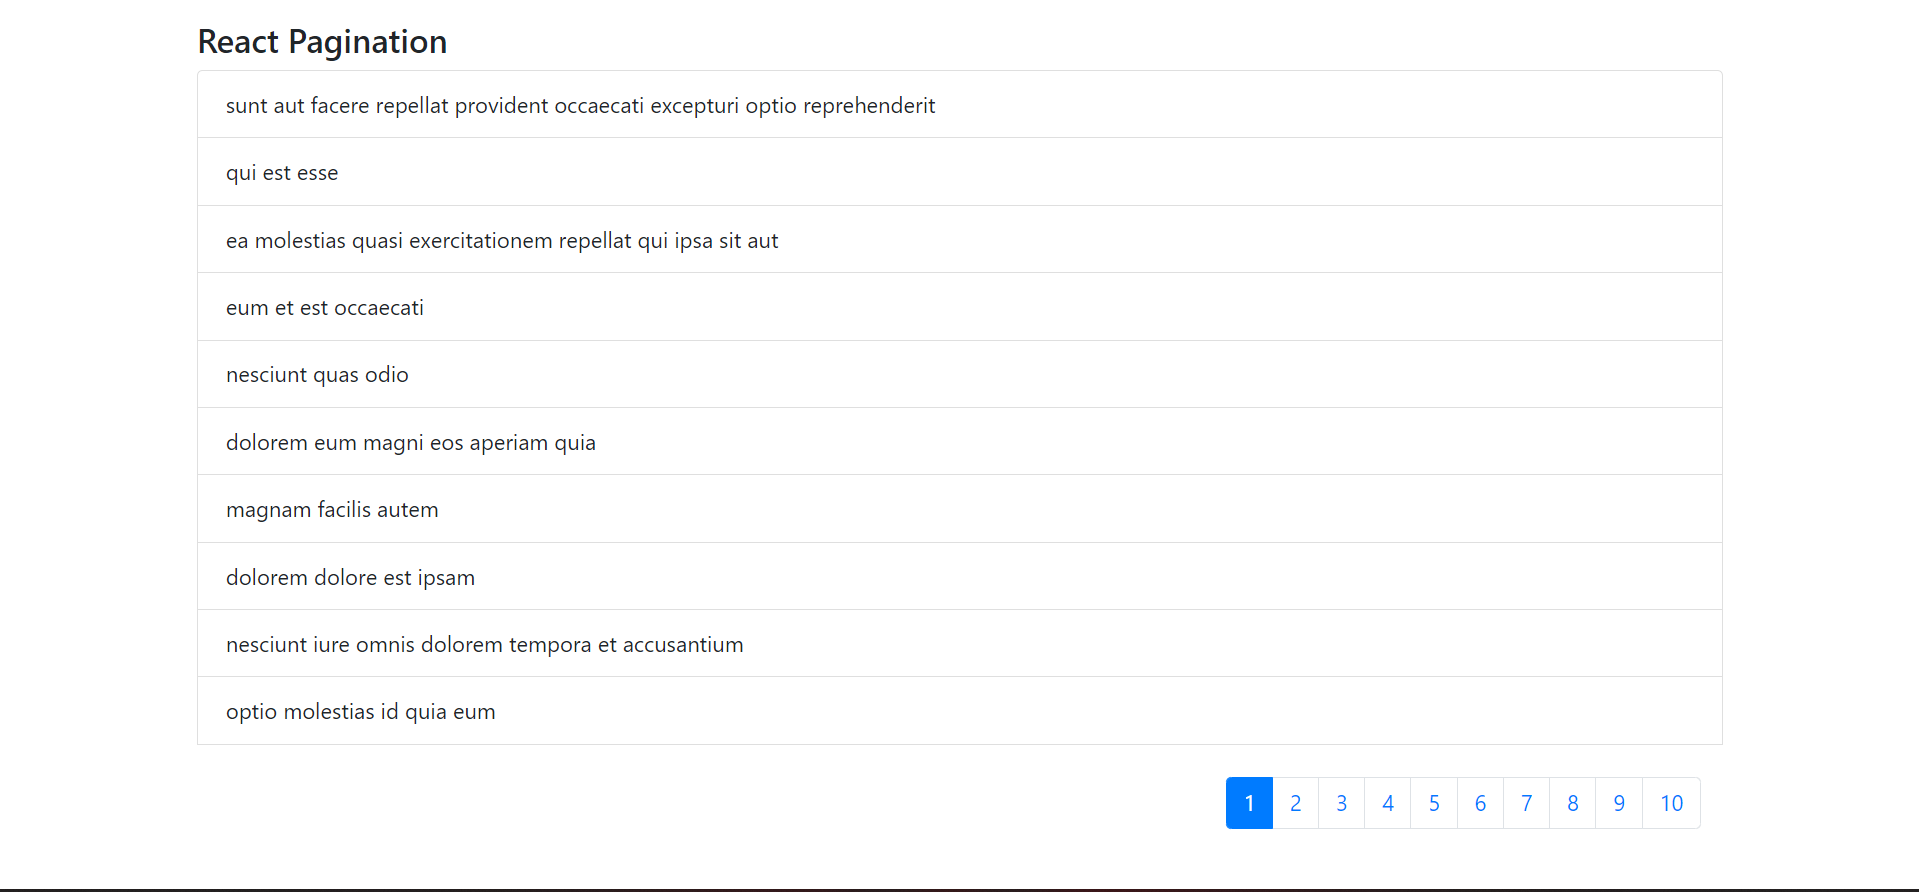 React Pagination
sunt aut facere repellat provident occaecati excepturi optio reprehenderit
qui est esse
ea molestias quasi exercitationem repellat qui ipsa sit aut
eum et est occaecati
nesciunt quas odio
dolorem eum magni eos aperiam quia
magnam facilis autem
dolorem dolore est ipsam
nesciunt iure omnis dolorem tempora et accusantium
optio molestias id quia eum
1 2 3 4 5 6 7 8 9 10